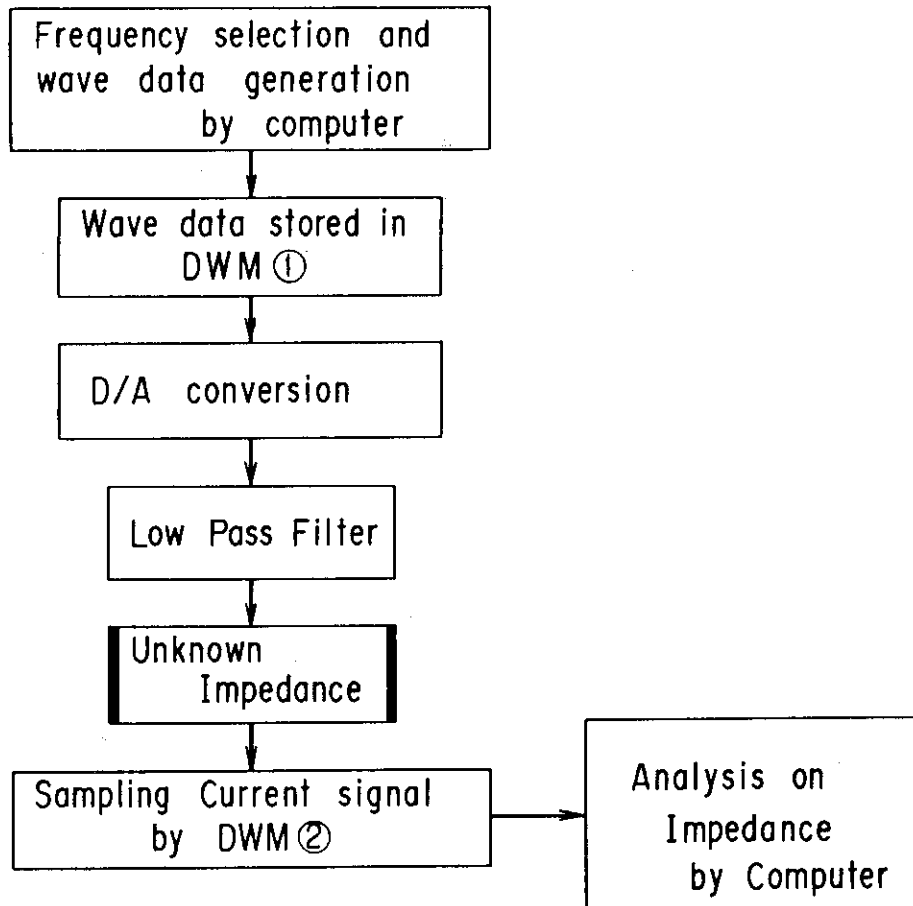 Frequency selection and
wave data generation
by computer
Wave data stored in
DWM ①
D/A conversion
Low Pass Filter
Unknown
Impedance
Sampling Current signal
by DWM ②
Analysis on
Impedance
by Computer